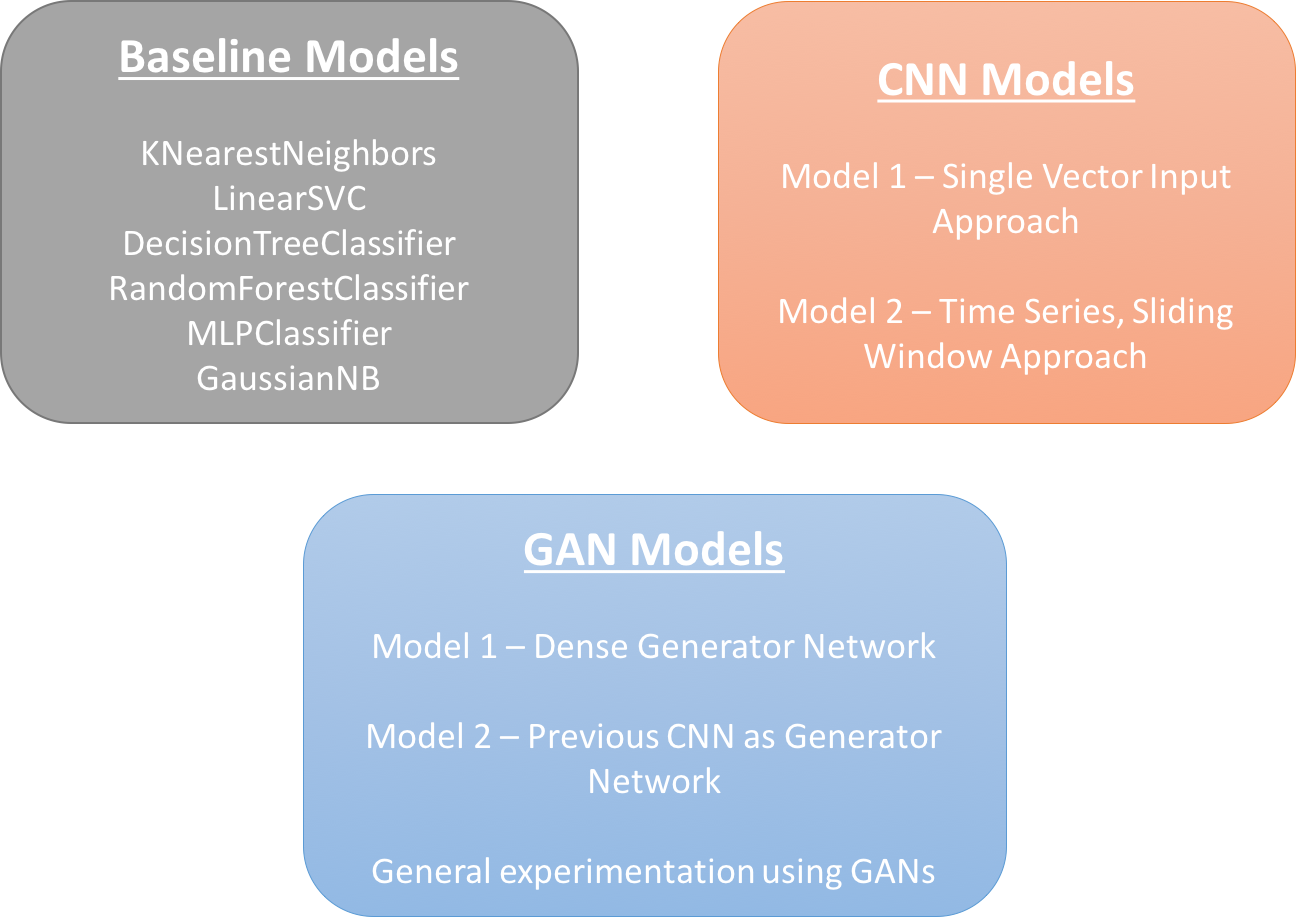 Baseline Models
KNearestNeighbors
LinearSVC
DecisionTreeClassifier
RandomForestClassifier
MLPClassifier
GaussianNB
CNN Models
Model 1 – Single Vector Input
Approach
Model 2 – Time Series, Sliding
Window Approach
GAN Models
Model 1 – Dense Generator Network
Model 2 – Previous CNN as Generator
Network
General experimentation using GANs